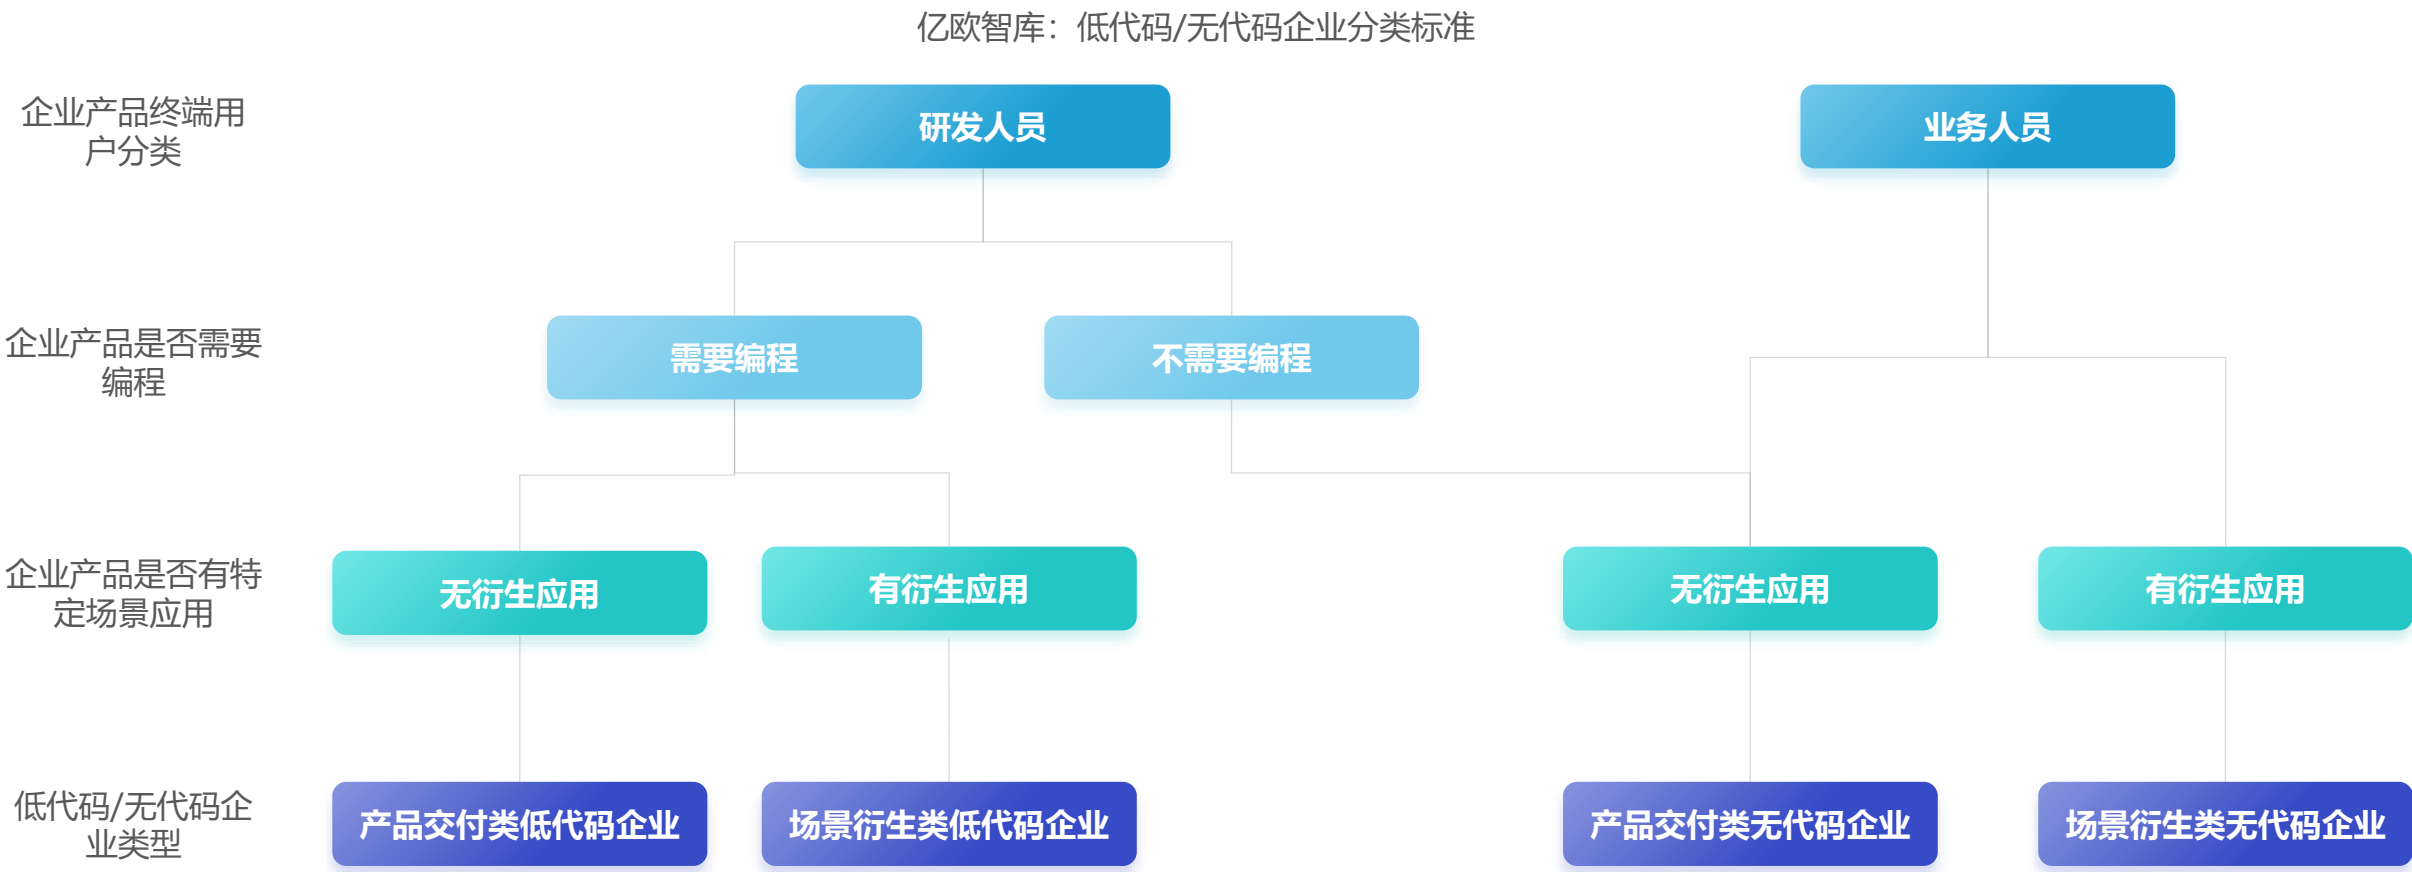 亿欧智库：低代码/无代码企业分类标准
企业产品终端用
户分类
研发人员
业务人员
企业产品是否需要
编程
需要编程
不需要编程
企业产品是否有特
定场景应用
无衍生应用
有衍生应用
无衍生应用
有衍生应用
低代码/无代码企
业类型
产品交付类低代码企业
场景衍生类低代码企业
产品交付类无代码企业
场景衍生类无代码企业